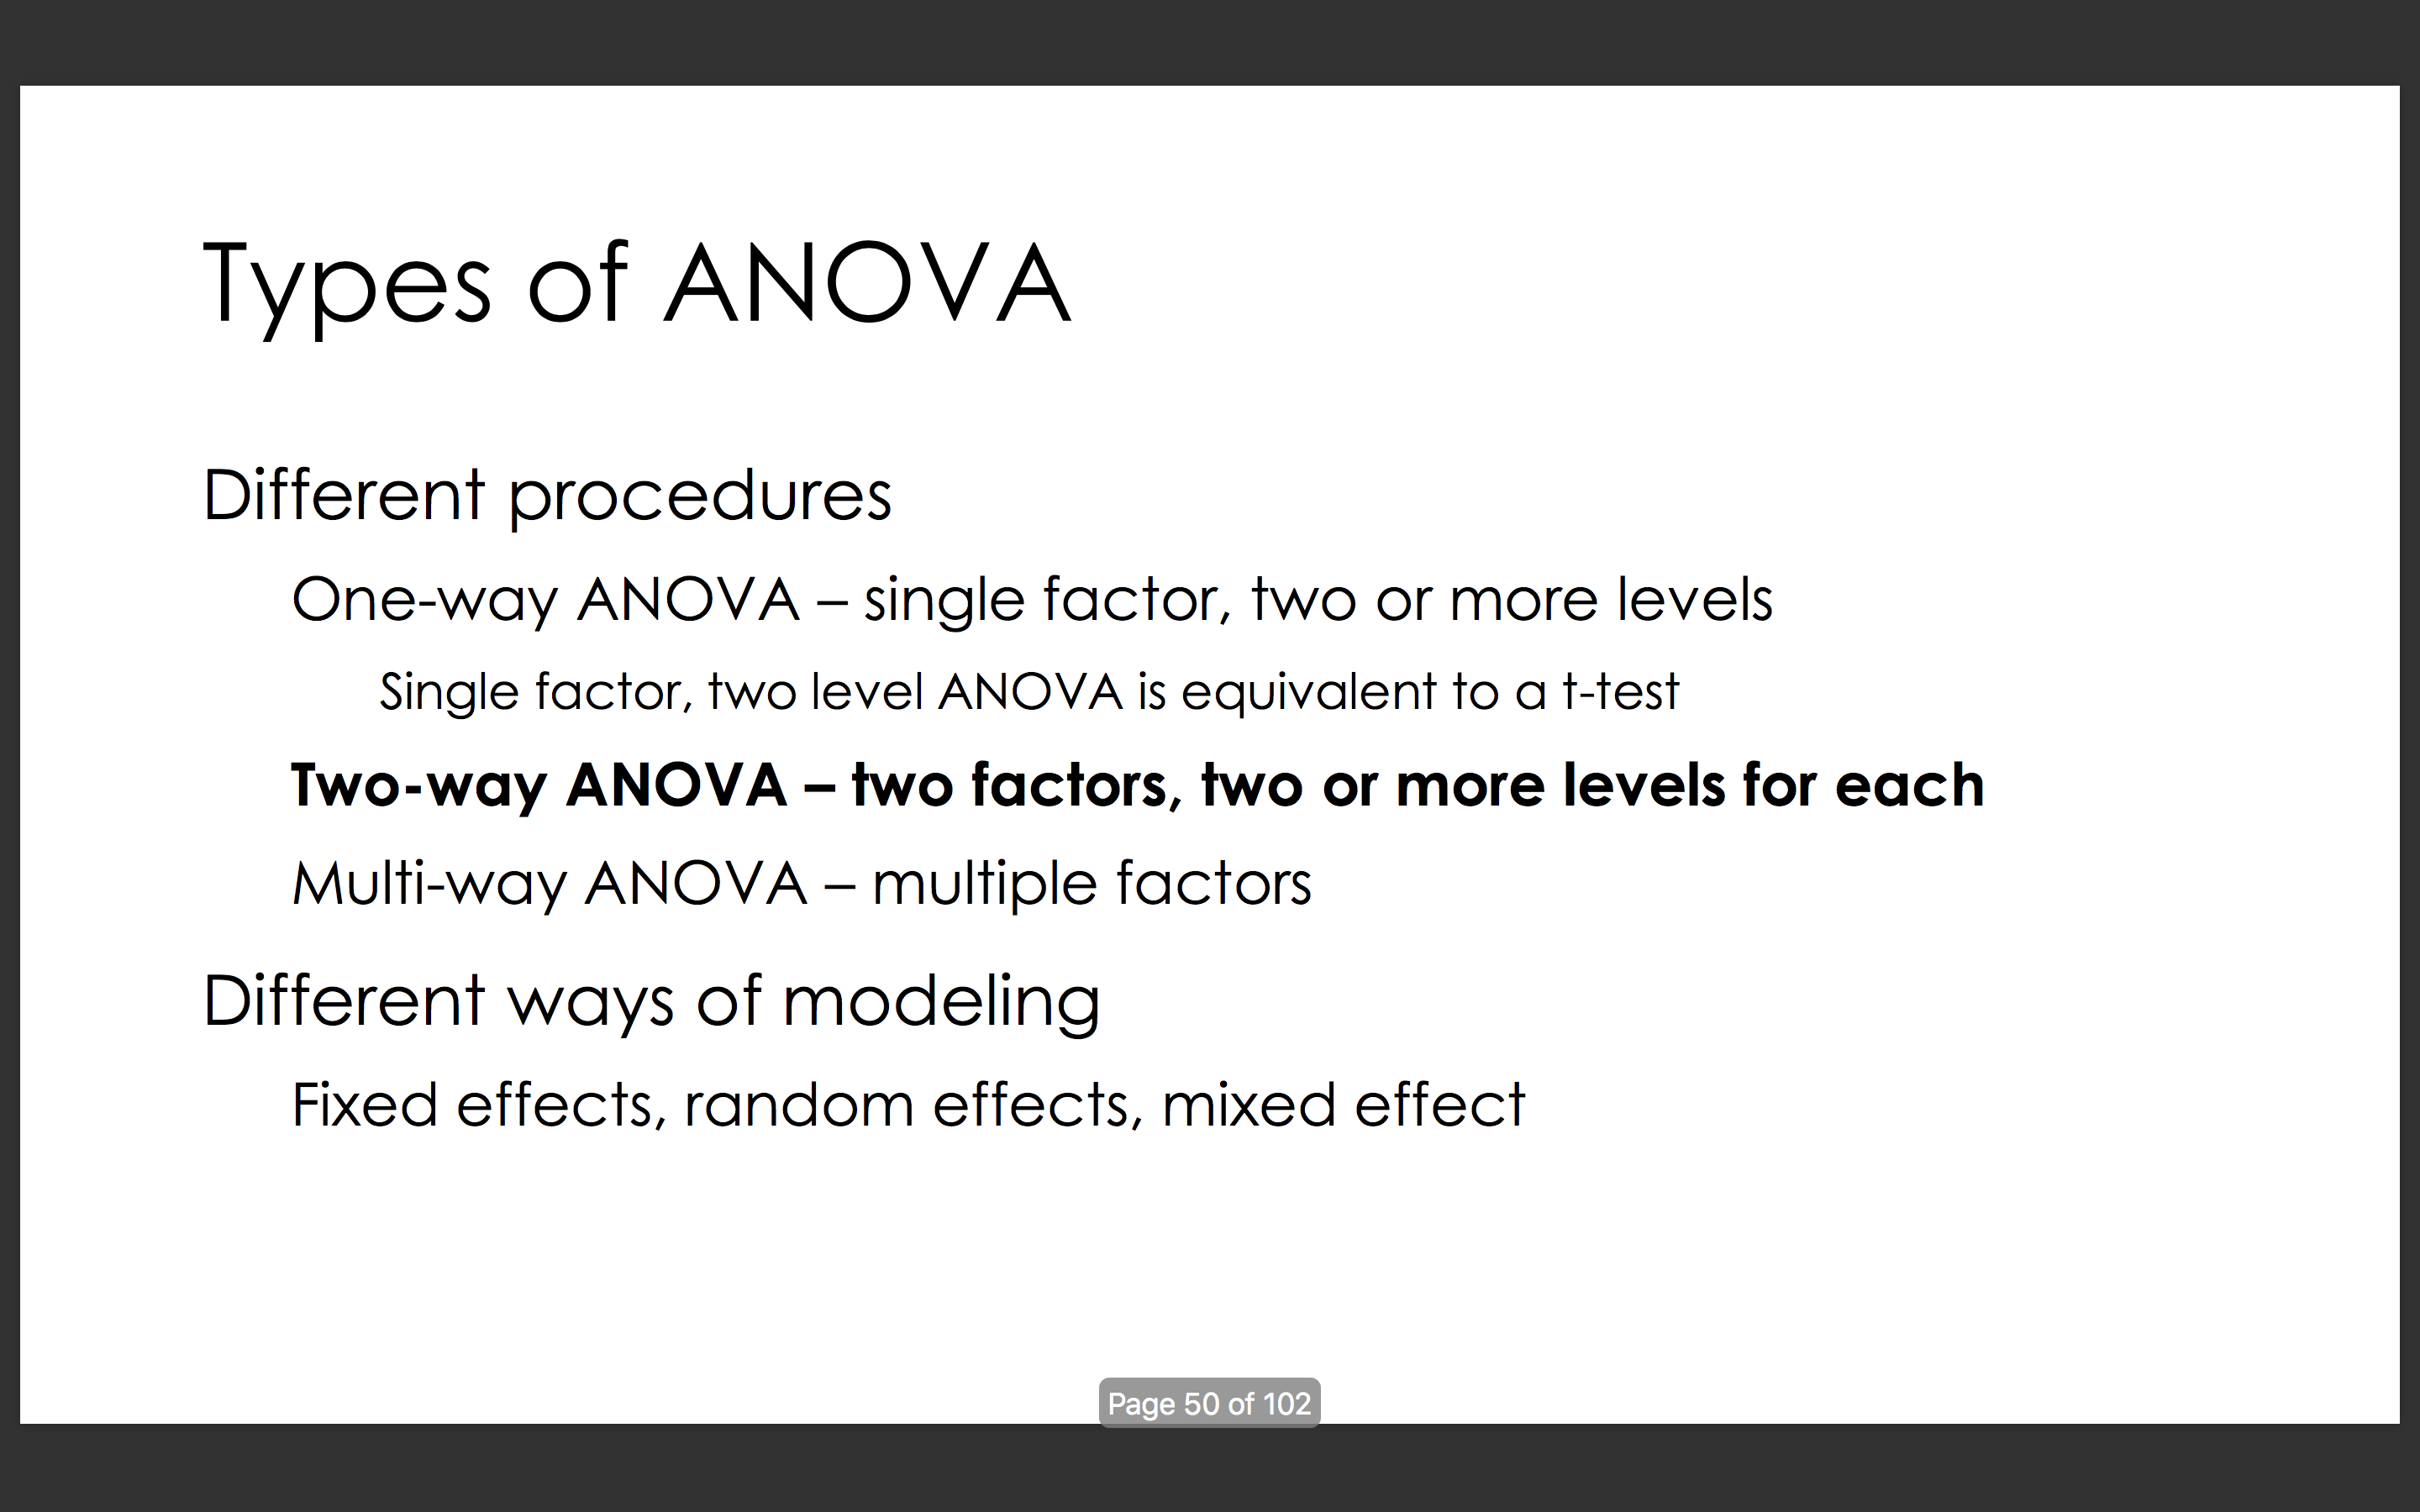 Types of ANOVA
Different procedures
One-way ANOVA – single factor, two or more levels
Single factor, two level ANOVA is equivalent to a t-test
Two-way ANOVA – two factors, two or more levels for each
Multi-way ANOVA – multiple factors
Different ways of modeling
Fixed effects, random effects, mixed effect
Page 50 of 102